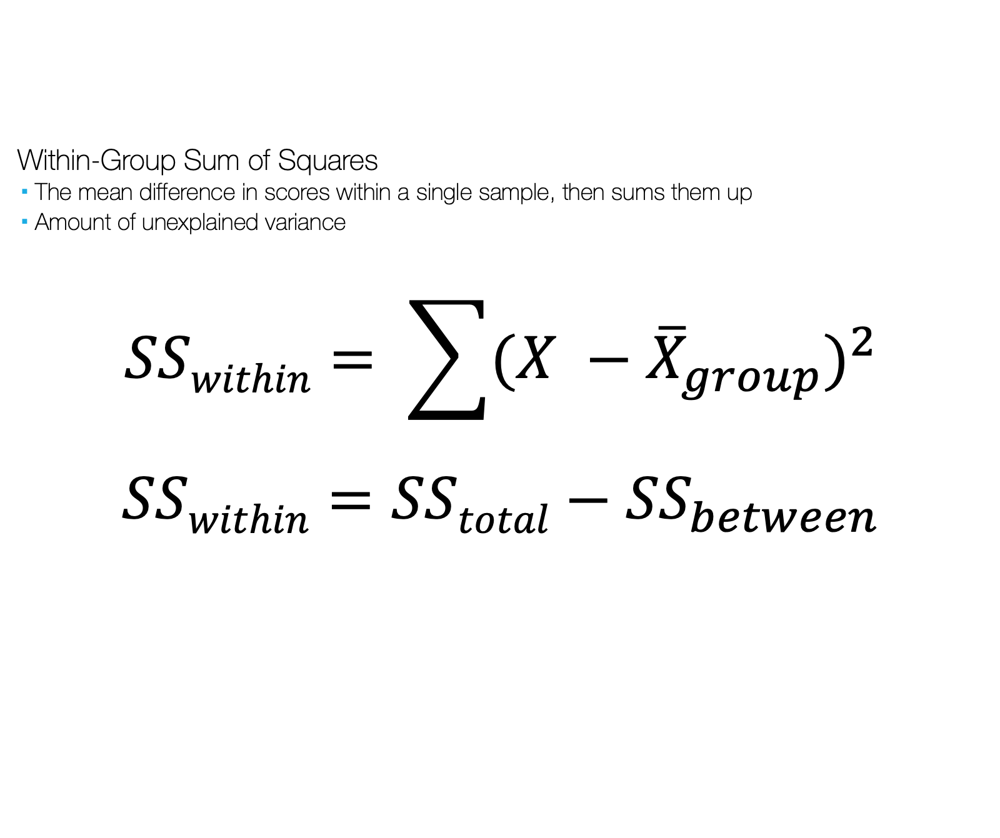 Within-Group Sum of Squares
▪ The mean difference in scores within a single sample, then sums them up
▪ Amount of unexplained variance
$SS_{within} = \sum (X - \bar{X}_{group})^2$
$SS_{within} = SS_{total} - SS_{between}$